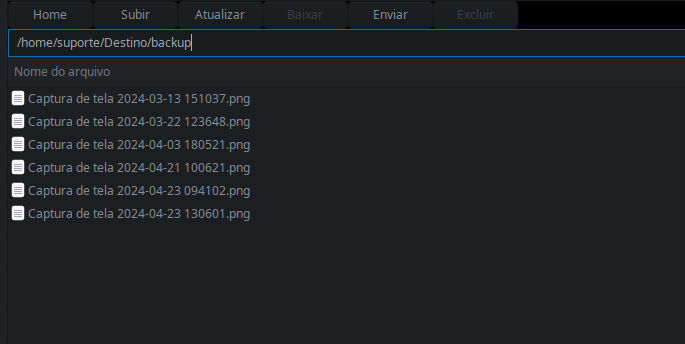 Home Subir Atualizar Baixar Enviar Excluir
/home/suporte/Destino/backup
Nome do arquivo
Captura de tela 2024-03-13 151037.png
Captura de tela 2024-03-22 123648.png
Captura de tela 2024-04-03 180521.png
Captura de tela 2024-04-21 100621.png
Captura de tela 2024-04-23 094102.png
Captura de tela 2024-04-23 130601.png